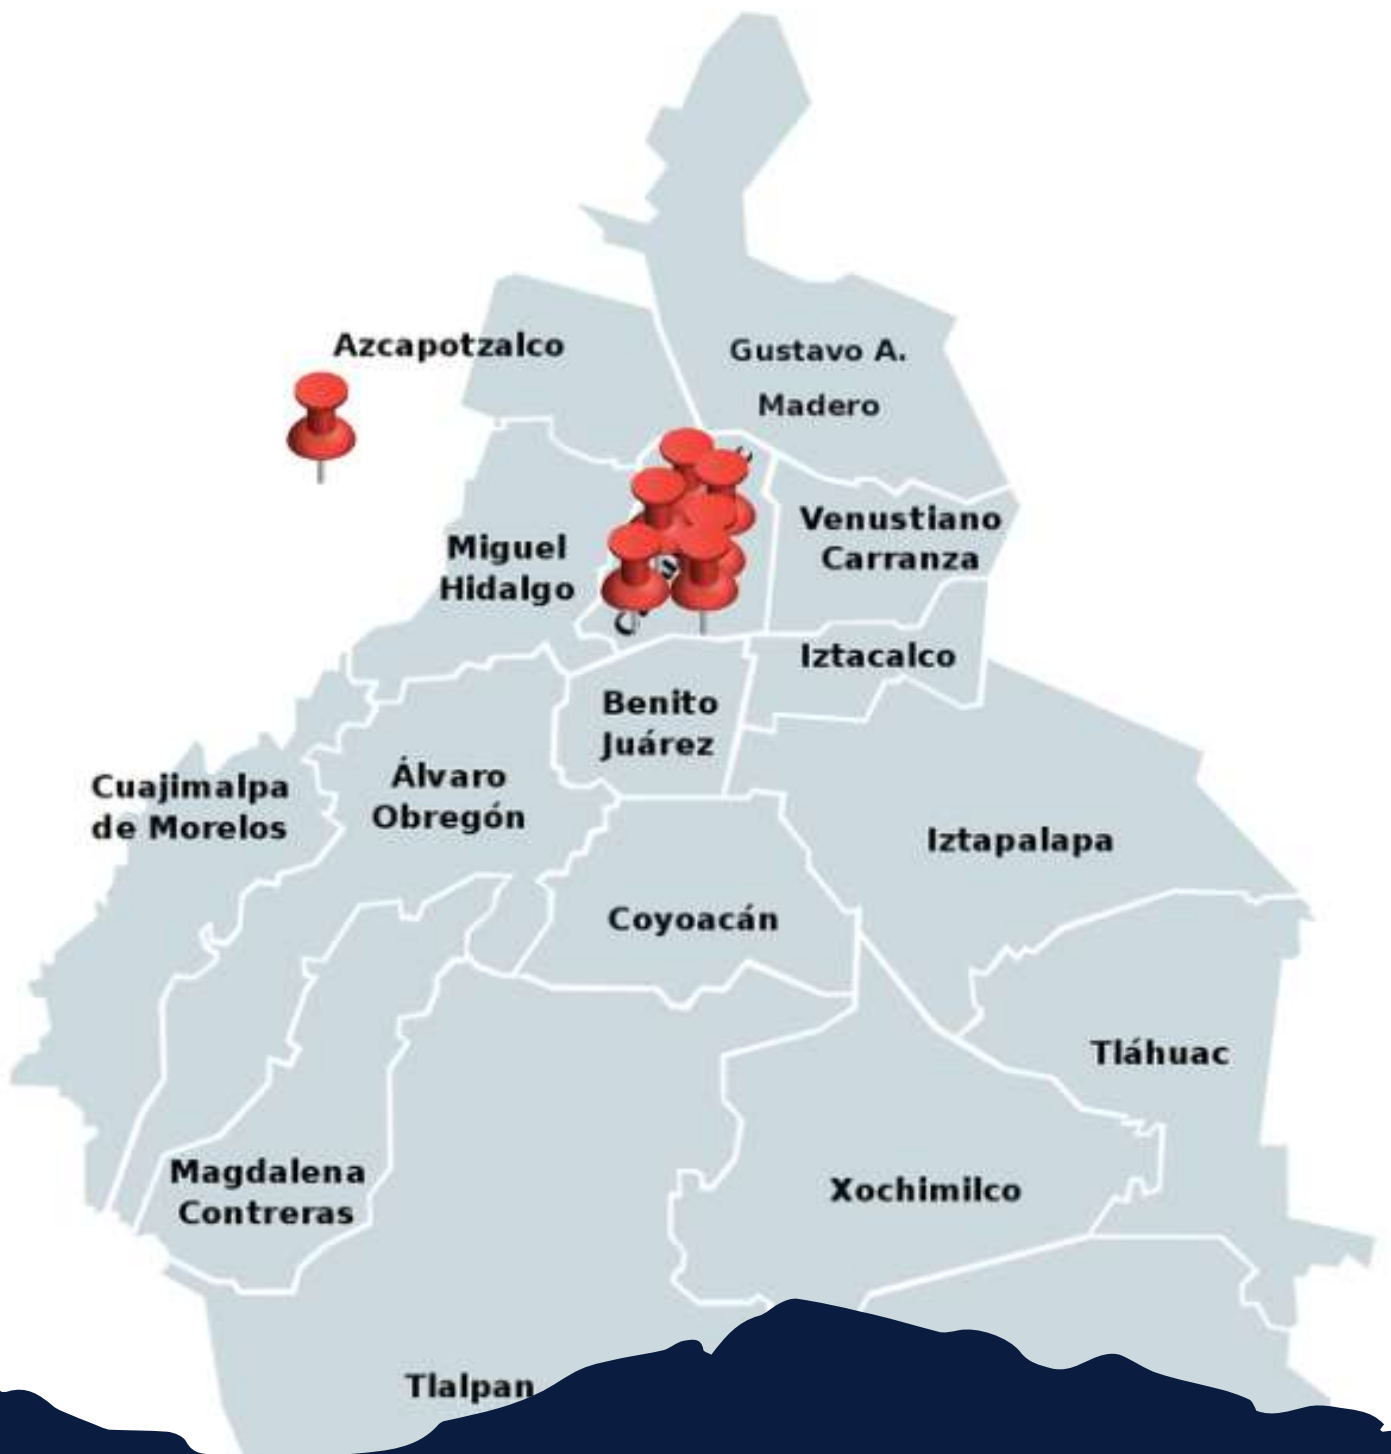 Azcapotzalco
Gustavo A.
Madero
Venustiano
Carranza
Miguel
Hidalgo
Iztacalco
Benito
Juárez
Cuajimalpa
de Morelos
Álvaro
Obregón
Iztapalapa
Coyoacán
Tláhuac
Magdalena
Contreras
Xochimilco
Tlalpan